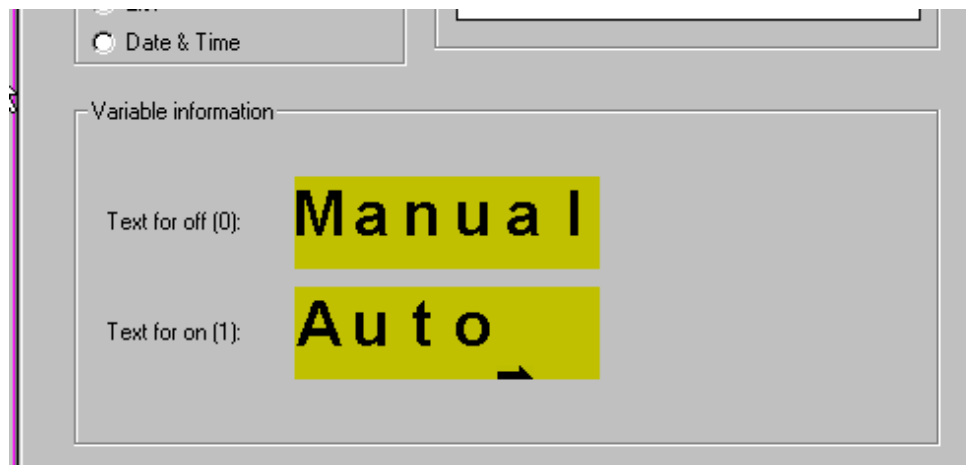 Date & Time
Variable information
Text for off (0):
Manual
Text for on (1):
Auto